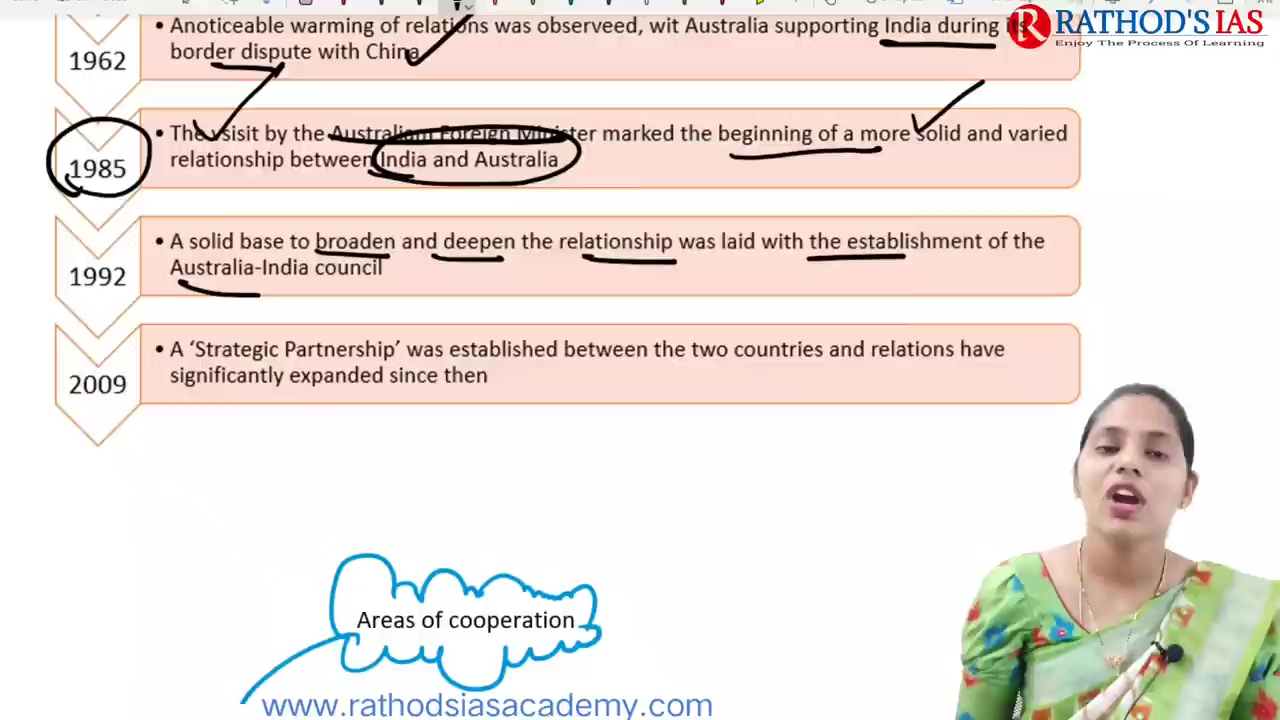 RATHOD'S IAS
Enjoy The Process Of Learning
1962
• Anoticeable warming of relations was observeed, wit Australia supporting India during its
border dispute with China
1985
• The vsisit by the Australiam Foreign Minister marked the beginning of a more solid and varied
relationship between India and Australia
1992
• A solid base to broaden and deepen the relationship was laid with the establishment of the
Australia-India council
2009
• A ‘Strategic Partnership’ was established between the two countries and relations have
significantly expanded since then
Areas of cooperation
www.rathodsiasacademy.com